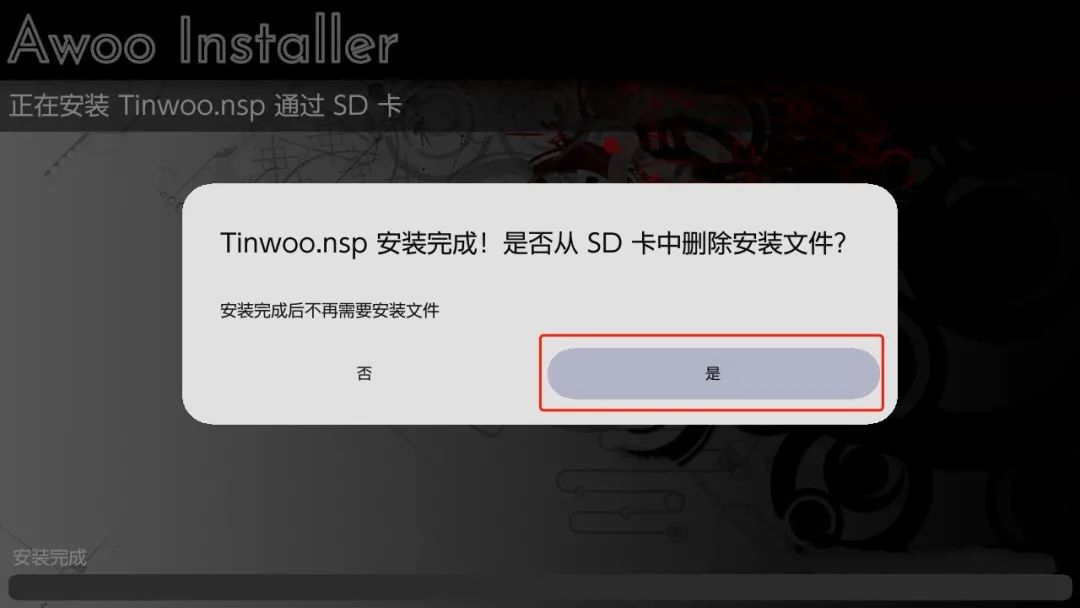 Awoo Installer
正在安装 Tinwoo.nsp 通过 SD 卡
Tinwoo.nsp 安装完成！是否从 SD 卡中删除安装文件？
安装完成后不再需要安装文件
否
是
安装完成